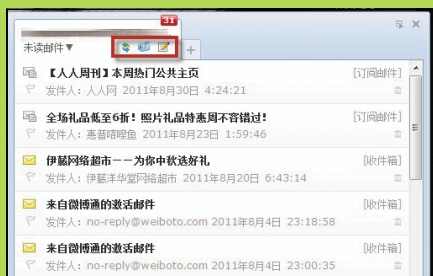 31
未读邮件▼
【人人周刊】本周热门公共主页 [订阅邮件]
发件人：人人网 2011年8月30日 4:24:21
全场礼品低至6折！照片礼品特惠周不容错过！ [订阅邮件]
发件人：惠普喀嚓鱼 2011年8月23日 1:59:46
伊藤网络超市——为你中秋选好礼 [收件箱]
发件人：伊藤洋华堂网络超市 2011年8月20日 6:43:14
来自微博通的激活邮件 [收件箱]
发件人：no-reply@weiboto.com 2011年8月4日 23:18:58
来自微博通的激活邮件 [收件箱]
发件人：no-reply@weiboto.com 2011年8月4日 23:00:35